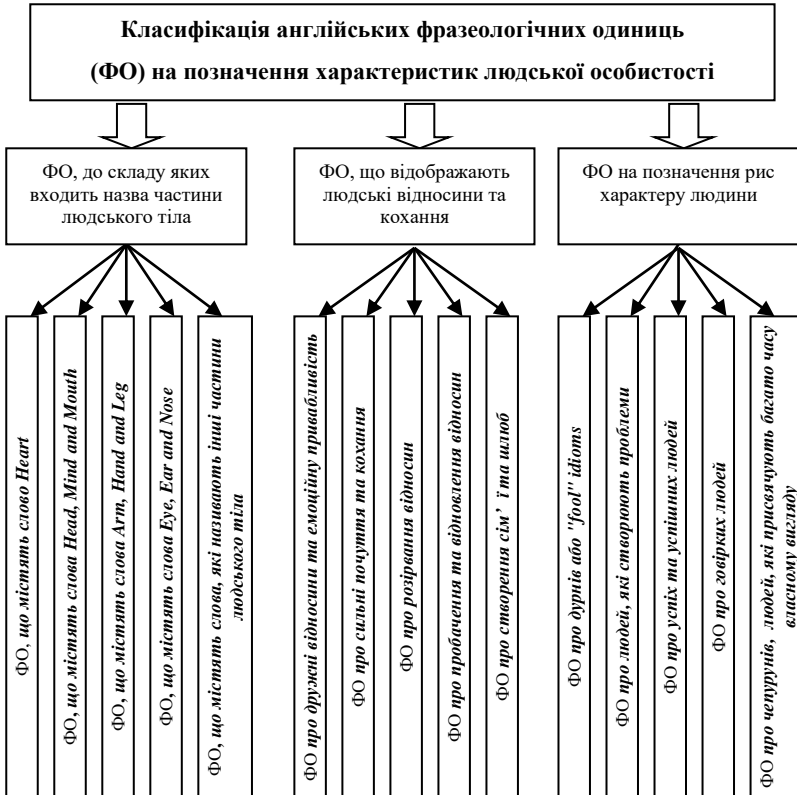 Класифікація англійських фразеологічних одиниць
(ФО) на позначення характеристик людської особистості
ФО, до складу яких
входить назва частини
людського тіла
ФО, що відображають
людські відносини та
кохання
ФО на позначення рис
характеру людини
ФО, що містять слово Heart
ФО, що містять слова Head, Mind and Mouth
ФО, що містять слова Arm, Hand and Leg
ФО, що містять слова Eye, Ear and Nose
ФО, що містять слова, які називають інші частини
людського тіла
ФО про дружні відносини та емоційну привабливість
ФО про сильні почуття та кохання
ФО про розірвання відносин
ФО про пробачення та відновлення відносин
ФО про створення сім’ ї та шлюб
ФО про дурнів або "fool" idioms
ФО про людей, які створюють проблеми
ФО про успіх та успішних людей
ФО про говірких людей
ФО про чепурунів, людей, які присвячують багато часу
власному вигляду